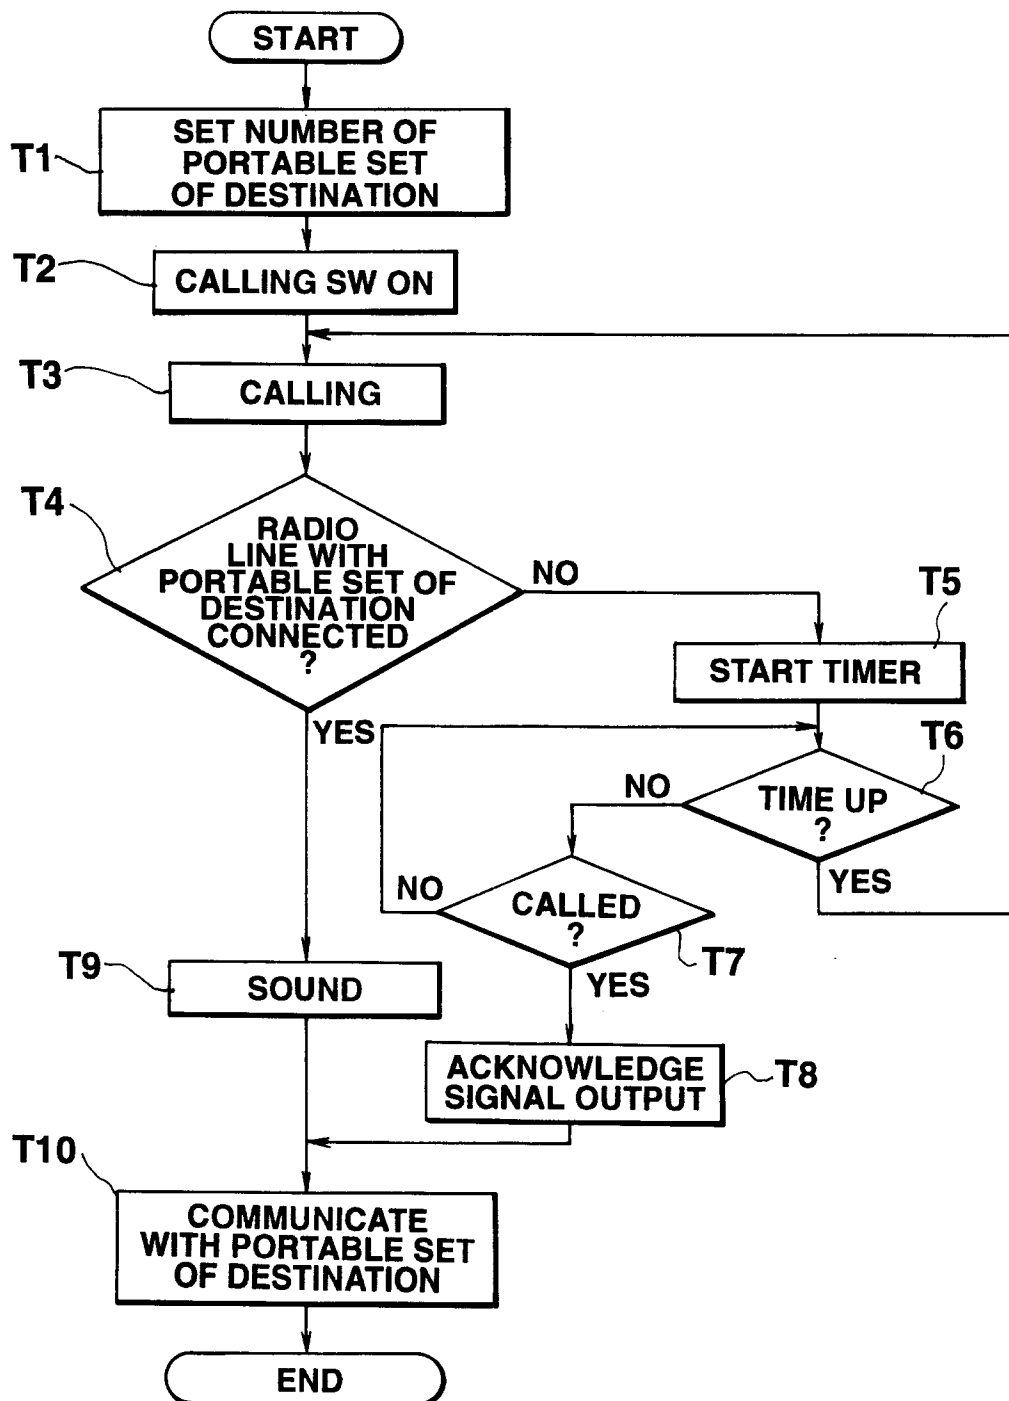 START
T1
SET NUMBER OF
PORTABLE SET
OF DESTINATION
T2
CALLING SW ON
T3
CALLING
T4
RADIO
LINE WITH
PORTABLE SET OF
DESTINATION
CONNECTED
?
NO
YES
T5
START TIMER
T6
TIME UP
?
NO
YES
CALLED
?
NO
YES
T7
T9
SOUND
ACKNOWLEDGE
SIGNAL OUTPUT
T8
T10
COMMUNICATE
WITH PORTABLE SET
OF DESTINATION
END